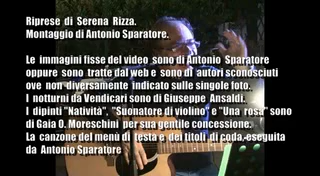 Riprese di Serena Rizza.
Montaggio di Antonio Sparatore.
Le immagini fisse del video sono di Antonio Sparatore
oppure sono tratte dal web e sono di autori sconosciuti
ove non diversamente indicato sulle singole foto.
I notturni da Vendicari sono di Giuseppe Ansaldi.
I dipinti "Natività", "Suonatore di violino" e "Una rosa" sono
di Gaia O. Moreschini per sua gentile concessione.
La canzone del menù di testa e dei titoli di coda, eseguita
da Antonio Sparatore